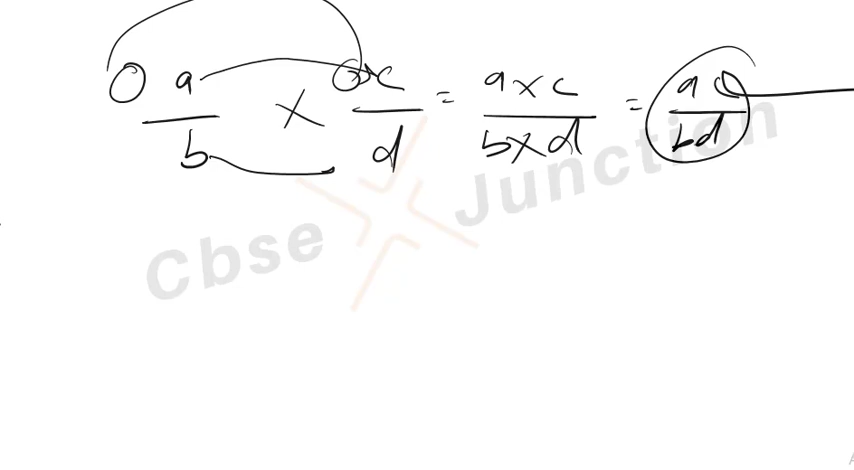 a/b × c/d = a×c/b×d = ac/bd
Cbse Junction